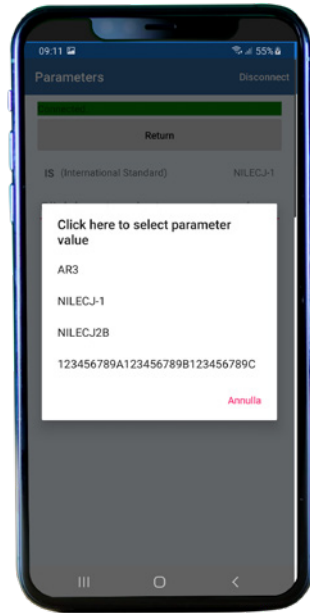 09:11
55%
Parameters
Disconnect
Return
IS (International Standard)
NILECJ-1
Click here to select parameter
value
AR3
NILECJ-1
NILECJ2B
123456789A123456789B123456789C
Annulla